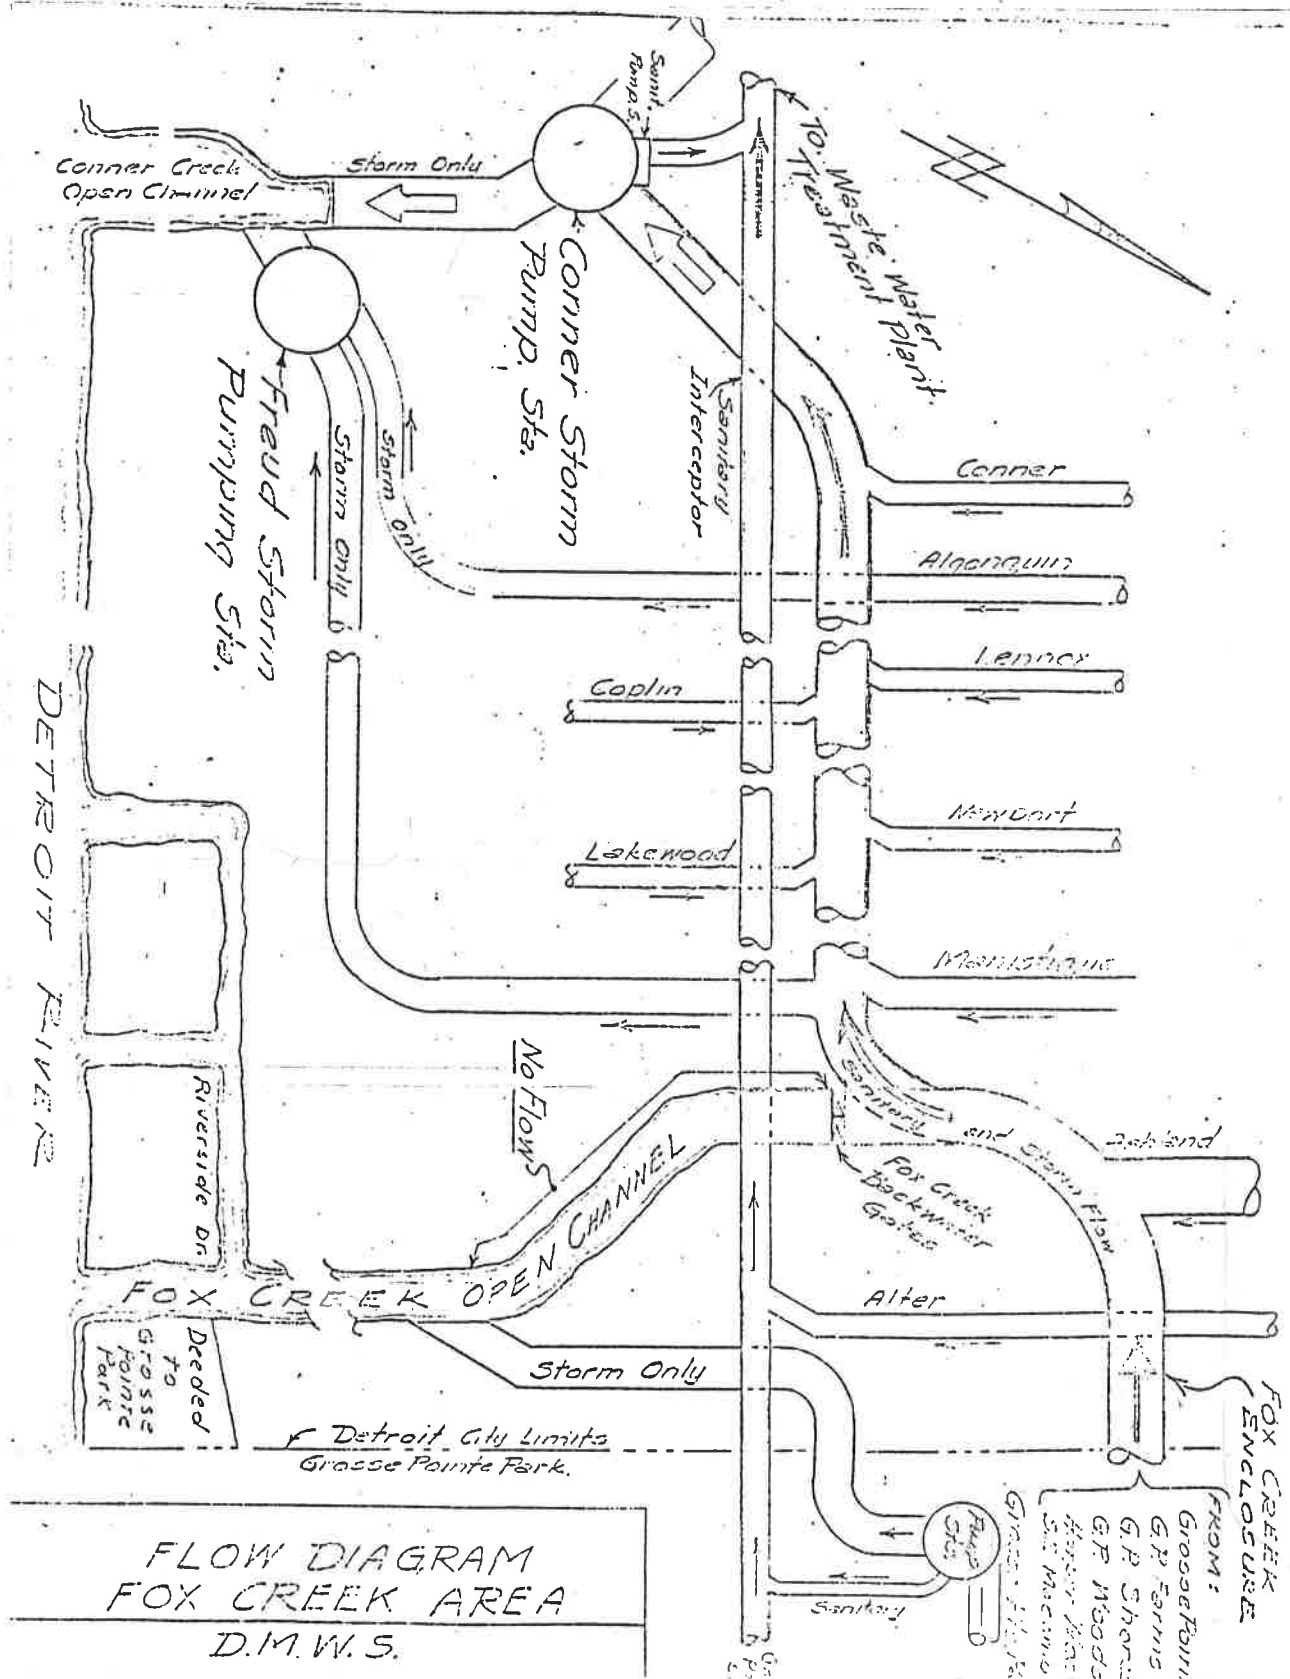 Sanit.
Pump.S.
To Waste Water
Treatment Plant.
Conner Creek
Open Channel
Storm Only
Conner Storm
Pump. Sta.
Sanitary
Interceptor
Freud Storm
Pumping Sta.
Storm Only
Storm Only
Conner
Algonquin
Lennox
Coplin
Newport
Lakewood
Manistique
DETROIT RIVER
No Flow
Sanitary and Storm Flow
Ashland
Fox Creek
Backwater
Gates
Riverside Dr.
FOX CREEK OPEN CHANNEL
Alter
Deeded
to
Grosse
Pointe
Park
Storm Only
Detroit City Limits
Grosse Pointe Park.
FOX CREEK
ENCLOSURE
FROM:
G.P. Farms
G.P. Shores
G.P. Woods
Pump
Sta.
Sanitary
FLOW DIAGRAM
FOX CREEK AREA
D.M.W.S.